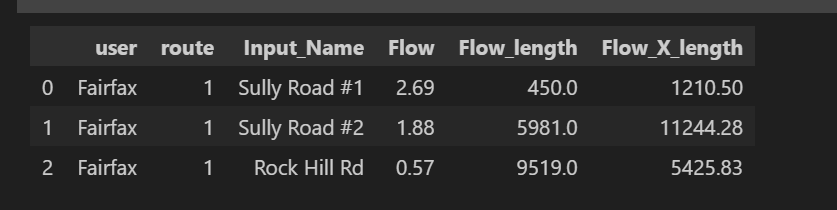 user route Input_Name Flow Flow_length Flow_X_length
0 Fairfax 1 Sully Road #1 2.69 450.0 1210.50
1 Fairfax 1 Sully Road #2 1.88 5981.0 11244.28
2 Fairfax 1 Rock Hill Rd 0.57 9519.0 5425.83